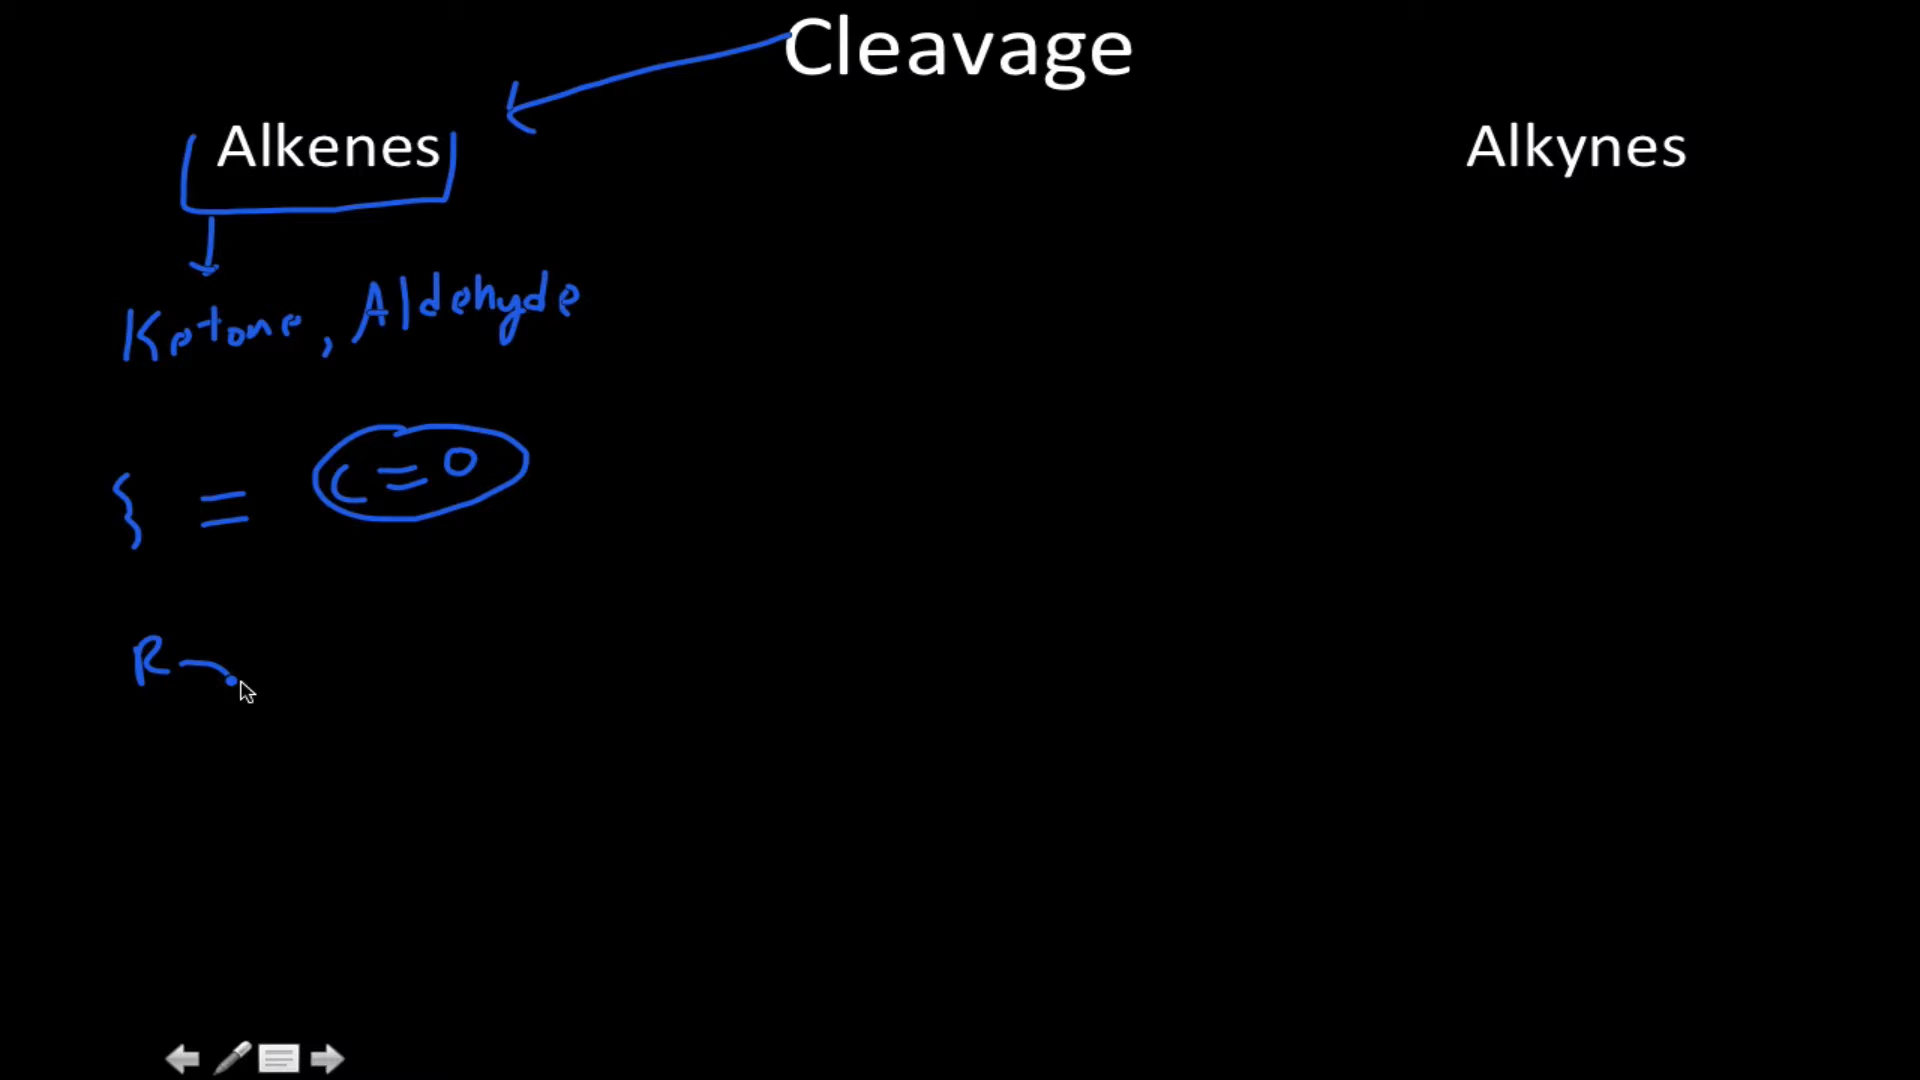 Cleavage
Alkenes
Alkynes
Ketone, Aldehyde
} = C=O
R